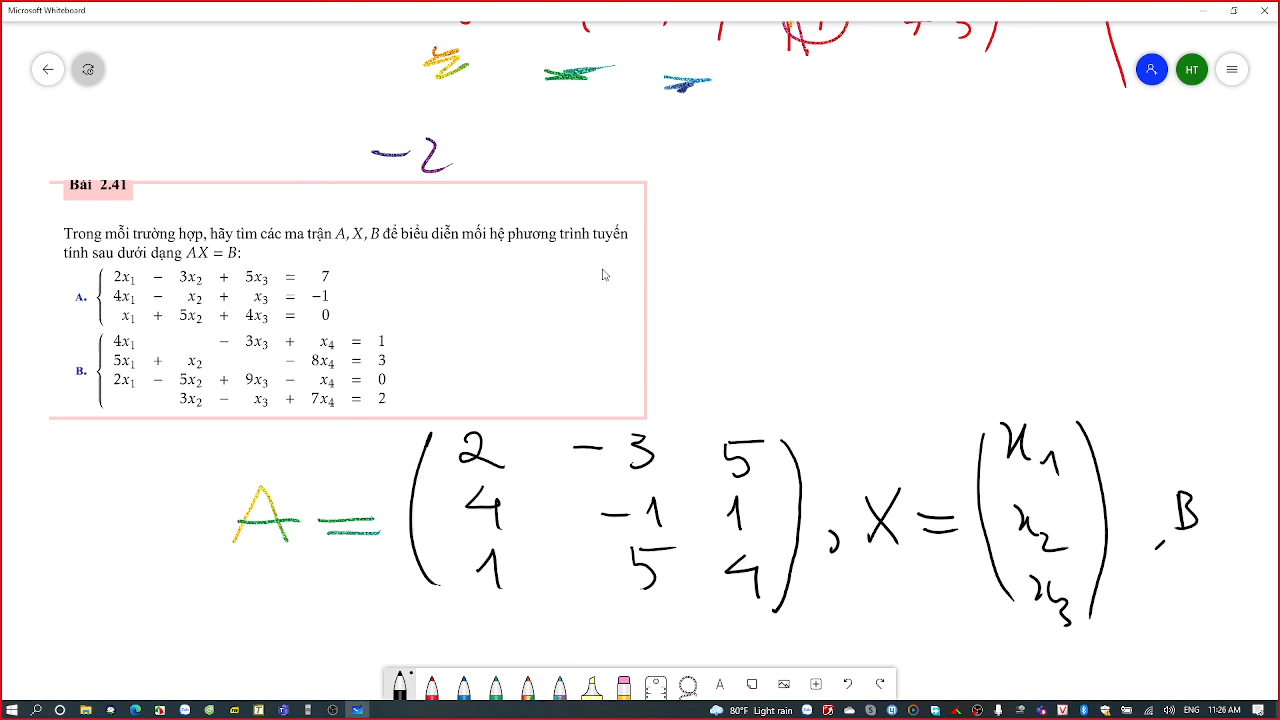 Microsoft Whiteboard
HT
-2
Bài 2.41
Trong mỗi trường hợp, hãy tìm các ma trận A, X, B để biểu diễn mối hệ phương trình tuyến
tính sau dưới dạng AX = B:
A.
2x₁ − 3x₂ + 5x₃ = 7
4x₁ − x₂ + x₃ = −1
x₁ + 5x₂ + 4x₃ = 0
B.
4x₁ − 3x₃ + x₄ = 1
5x₁ + x₂ − 8x₄ = 3
2x₁ − 5x₂ + 9x₃ − x₄ = 0
3x₂ − x₃ + 7x₄ = 2
A = ( 2 −3 5
4 −1 1
1 5 4 ) , X = ( x₁
x₂
x₃ ) , B
A
80°F Light rain
11:26 AM